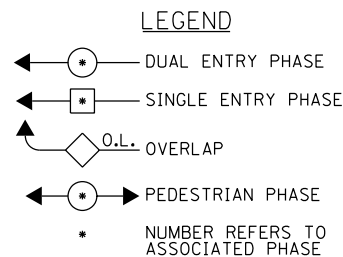 LEGEND
* DUAL ENTRY PHASE
* SINGLE ENTRY PHASE
O.L. OVERLAP
* PEDESTRIAN PHASE
* NUMBER REFERS TO
ASSOCIATED PHASE